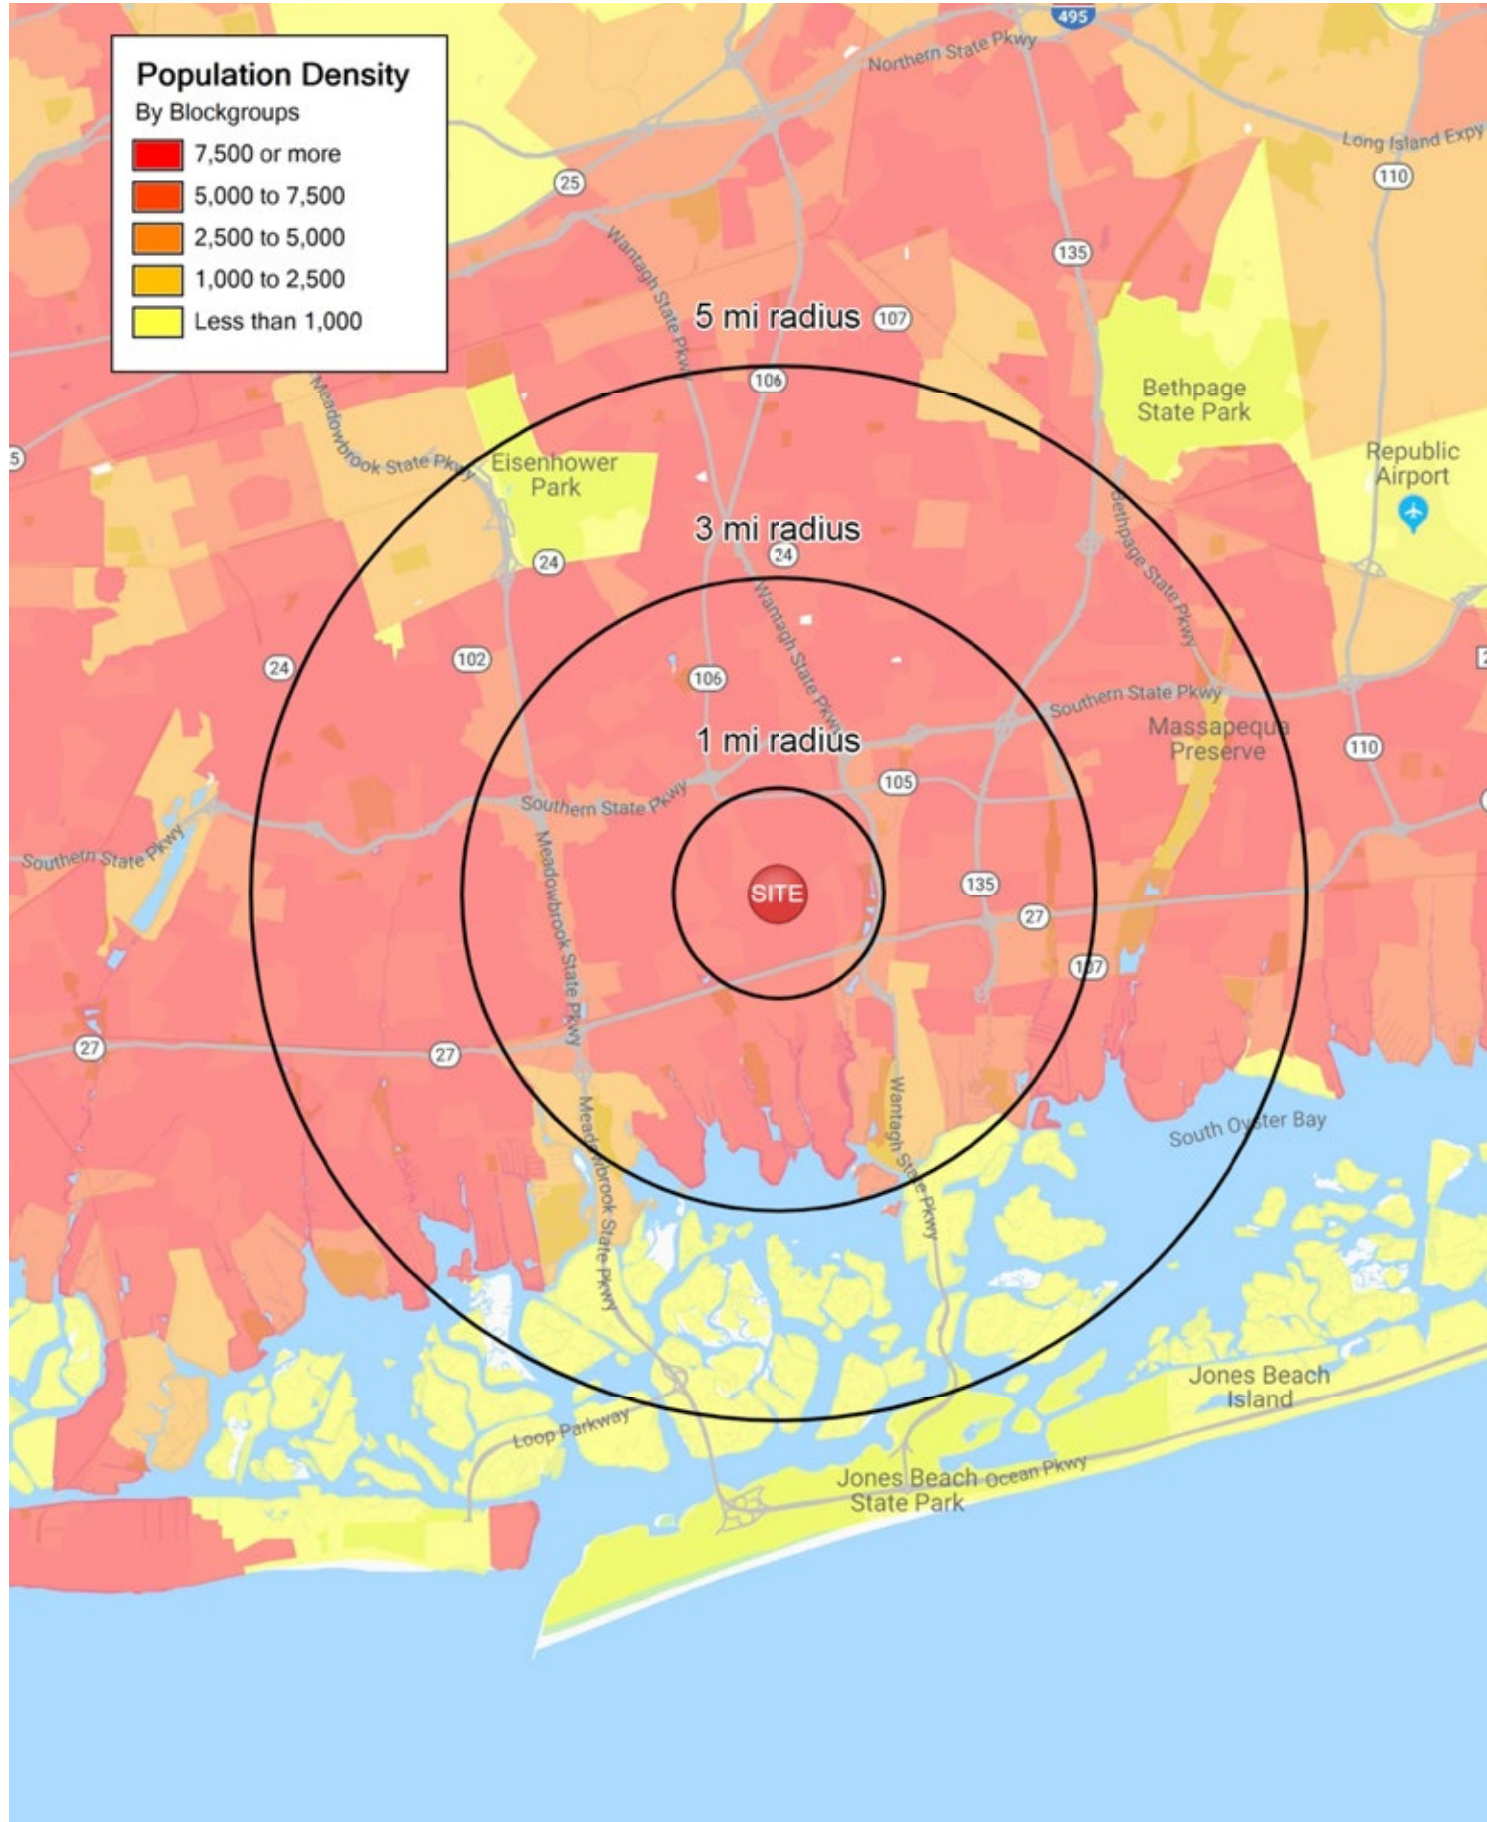 495
Northern State Pkwy
Population Density
By Blockgroups
7,500 or more
5,000 to 7,500
2,500 to 5,000
1,000 to 2,500
Less than 1,000
Long Island Expy
110
25
Wantagh State Pkwy
135
5 mi radius
107
106
Meadowbrook State Pkwy
Bethpage
State Park
Eisenhower
Park
Republic
Airport
3 mi radius
24
24
Bethpage State Pkwy
Wantagh State Pkwy
24
102
106
Southern State Pkwy
Massapequa
Preserve
1 mi radius
110
105
Southern State Pkwy
Southern State Pkwy
Meadowbrook State Pkwy
SITE
135
27
107
27
27
Meadowbrook State Pkwy
Wantagh State Pkwy
South Oyster Bay
Jones Beach
Island
Loop Parkway
Jones Beach
State Park
Ocean Pkwy